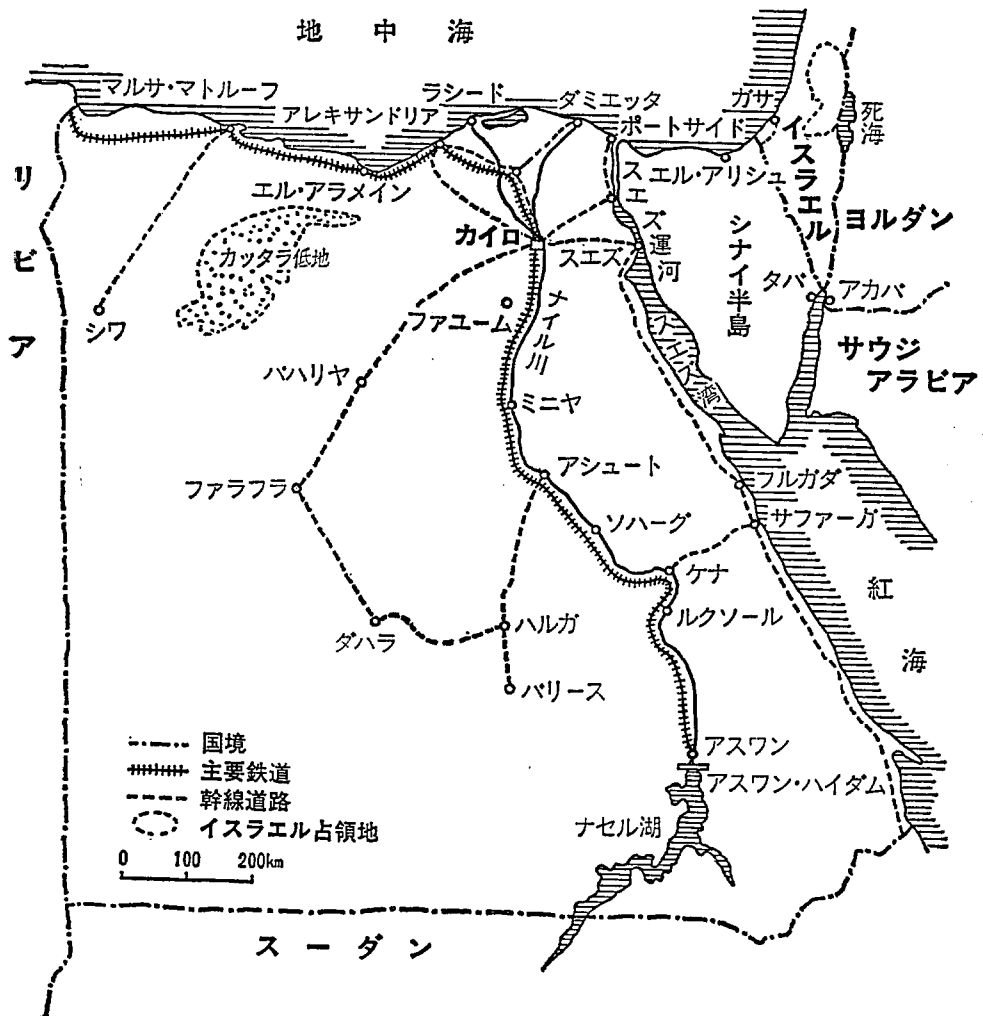 地中海
マルサ・マトルーフ
アレキサンドリア
ラシード
ダミエッタ
ポートサイド
ガサ
死海
イスラエル
エル・アラメイン
エル・アリシュ
スエズ運河
リビア
カッタラ低地
カイロ
スエズ
シナイ半島
ヨルダン
タバ
アカバ
シワ
ファユーム
ナイル川
サウジ
アラビア
バハリヤ
スエズ湾
ミニヤ
アシュート
ファラフラ
フルガダ
ソハーグ
サファーガ
ケナ
紅海
ルクソール
ダハラ
ハルガ
バリース
アスワン
アスワン・ハイダム
ナセル湖
国境
主要鉄道
幹線道路
イスラエル占領地
0 100 200km
スーダン